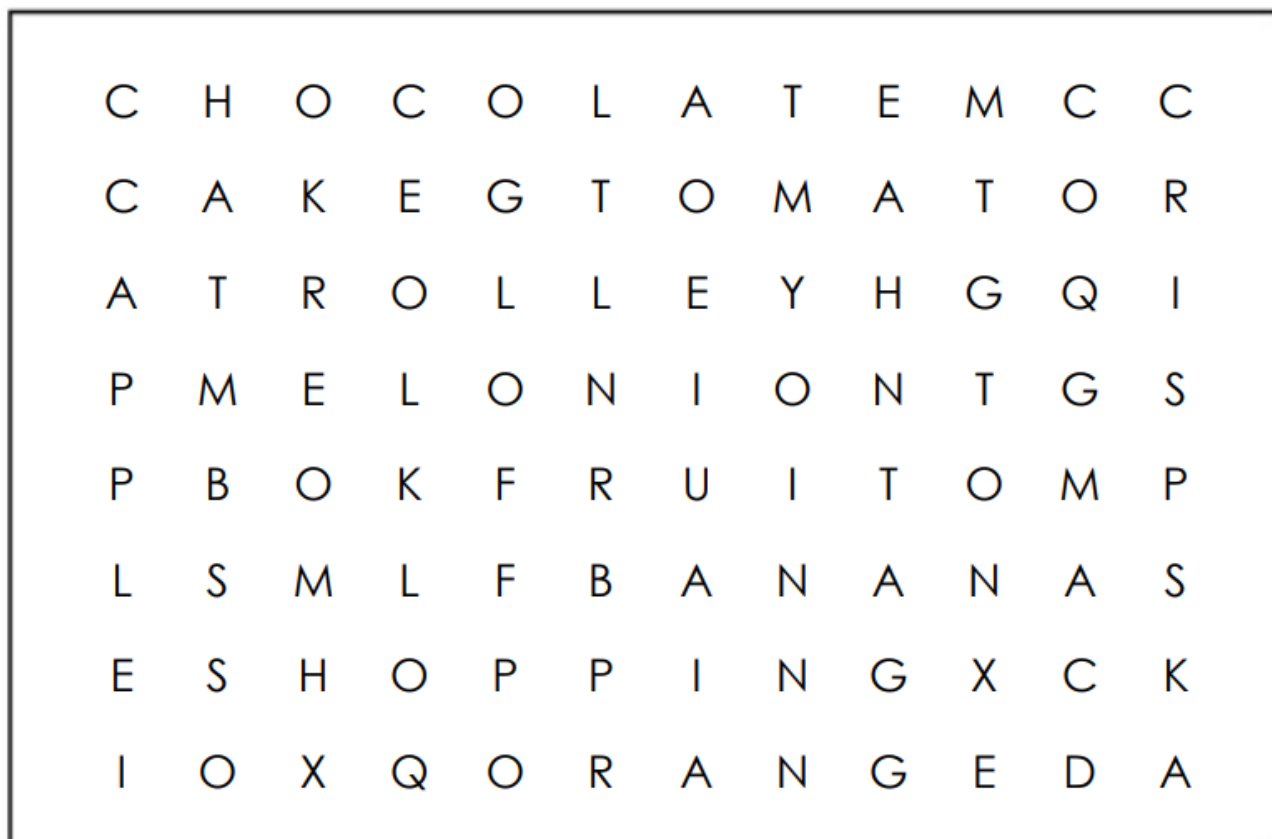 C H O C O L A T E M C C
C A K E G T O M A T O R
A T R O L L E Y H G Q I
P M E L O N I O N T G S
P B O K F R U I T O M P
L S M L F B A N A N A S
E S H O P P I N G X C K
I O X Q O R A N G E D A